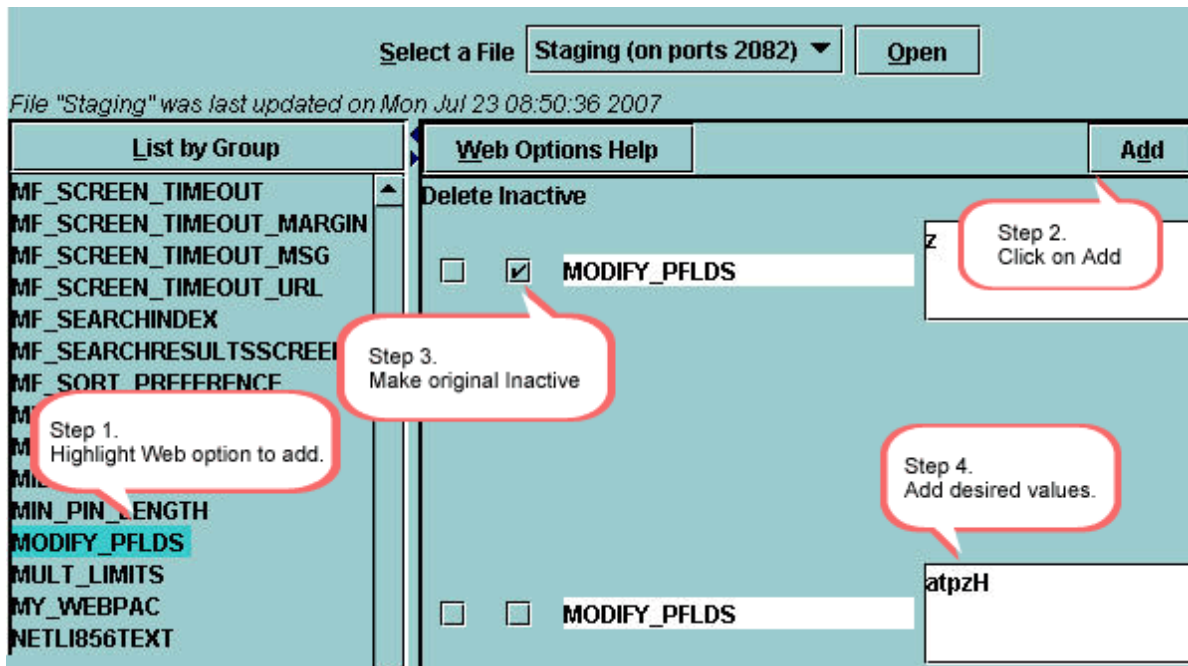 Select a File Staging (on ports 2082) Open
File "Staging" was last updated on Mon Jul 23 08:50:36 2007
List by Group
Web Options Help
Add
MF_SCREEN_TIMEOUT
MF_SCREEN_TIMEOUT_MARGIN
MF_SCREEN_TIMEOUT_MSG
MF_SCREEN_TIMEOUT_URL
MF_SEARCHINDEX
MF_SEARCHRESULTSSCREE
MF_SORT_PREFERENCE
MIN_PIN_LENGTH
MODIFY_PFLDS
MULT_LIMITS
MY_WEBPAC
NETLI856TEXT
Step 1.
Highlight Web option to add.
Delete Inactive
MODIFY_PFLDS
z
Step 2.
Click on Add
Step 3.
Make original Inactive
Step 4.
Add desired values.
MODIFY_PFLDS
atpzH